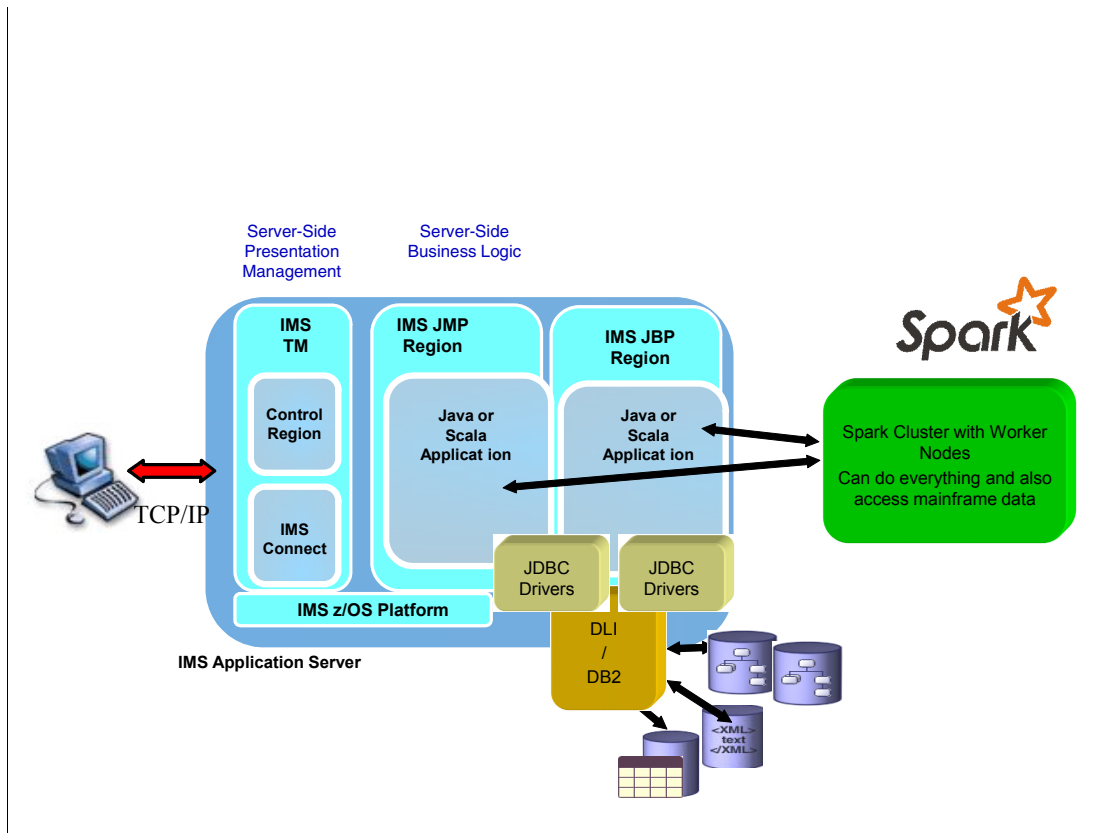 Server-Side
Presentation
Management
Server-Side
Business Logic
IMS
TM
Control
Region
IMS
Connect
IMS JMP
Region
Java or
Scala
Applicat ion
IMS JBP
Region
Java or
Scala
Applicat ion
Spark
Spark Cluster with Worker
Nodes
Can do everything and also
access mainframe data
TCP/IP
JDBC
Drivers
JDBC
Drivers
IMS z/OS Platform
DLI
/
DB2
IMS Application Server
<XML>
text
</XML>